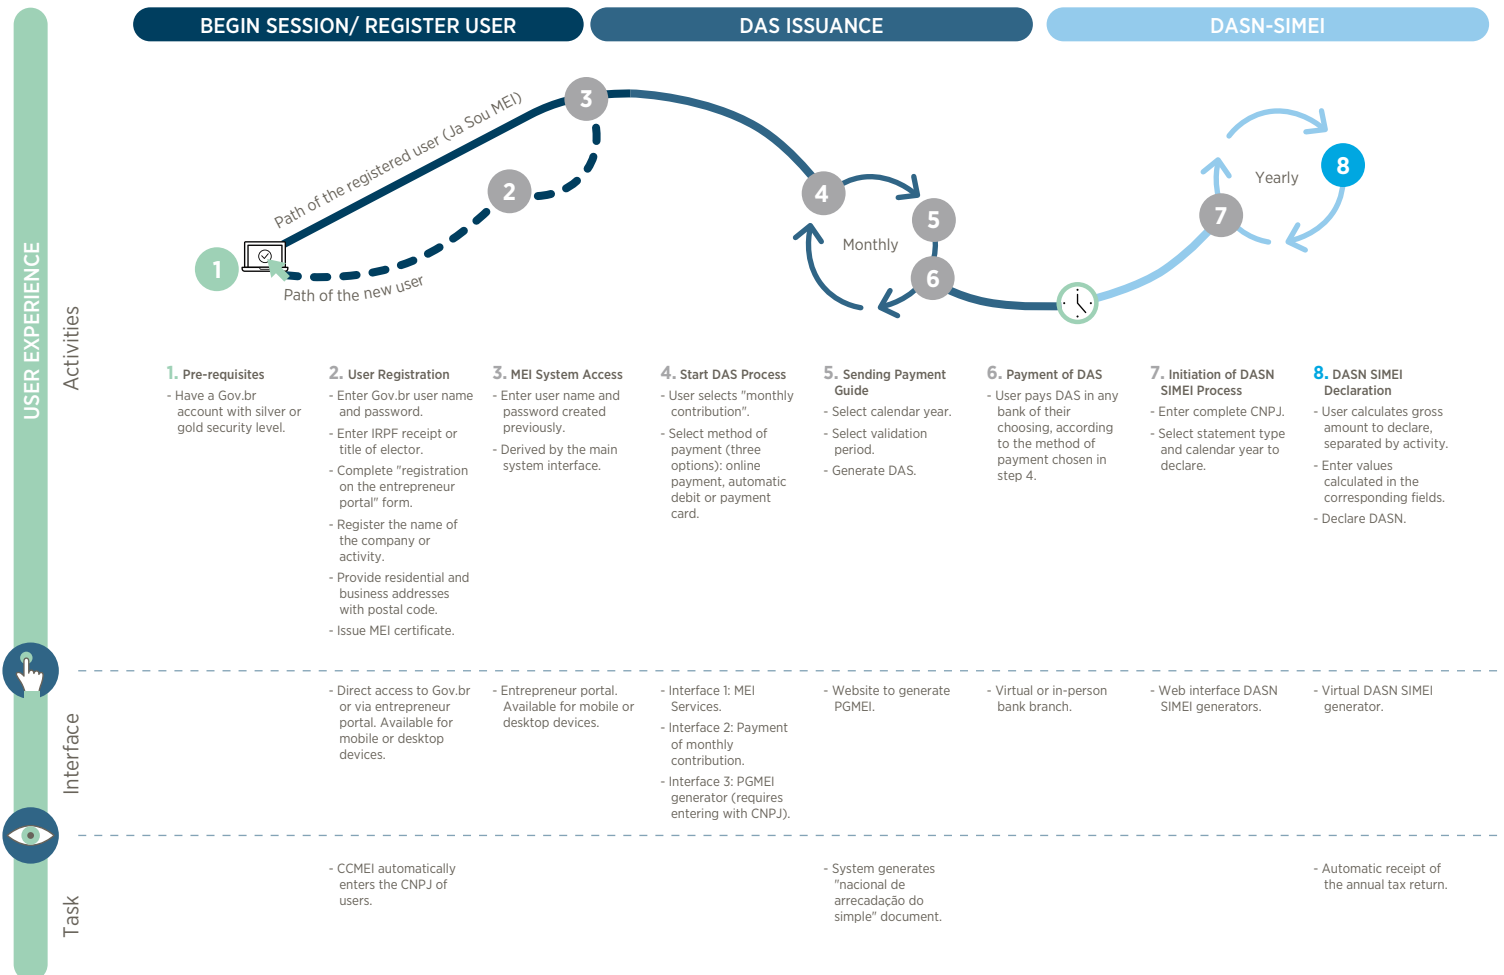 BEGIN SESSION/ REGISTER USER
DAS ISSUANCE
DASN-SIMEI
USER EXPERIENCE
Activities
Path of the registered user (Ja Sou MEI)
Path of the new user
1
2
3
4
5
6
Monthly
7
8
Yearly
1. Pre-requisites
- Have a Gov.br
account with silver or
gold security level.
2. User Registration
- Enter Gov.br user name
and password.
- Enter IRPF receipt or
title of elector.
- Complete "registration
on the entrepreneur
portal" form.
- Register the name of
the company or
activity.
- Provide residential and
business addresses
with postal code.
- Issue MEI certificate.
3. MEI System Access
- Enter user name and
password created
previously.
- Derived by the main
system interface.
4. Start DAS Process
- User selects "monthly
contribution".
- Select method of
payment (three
options): online
payment, automatic
debit or payment
card.
5. Sending Payment
Guide
- Select calendar year.
- Select validation
period.
- Generate DAS.
6. Payment of DAS
- User pays DAS in any
bank of their
choosing, according
to the method of
payment chosen in
step 4.
7. Initiation of DASN
SIMEI Process
- Enter complete CNPJ.
- Select statement type
and calendar year to
declare.
8. DASN SIMEI
Declaration
- User calculates gross
amount to declare,
separated by activity.
- Enter values
calculated in the
corresponding fields.
- Declare DASN.
Interface
- Direct access to Gov.br
or via entrepreneur
portal. Available for
mobile or desktop
devices.
- Entrepreneur portal.
Available for mobile or
desktop devices.
- Interface 1: MEI
Services.
- Interface 2: Payment
of monthly
contribution.
- Interface 3: PGMEI
generator (requires
entering with CNPJ).
- Website to generate
PGMEI.
- Virtual or in-person
bank branch.
- Web interface DASN
SIMEI generators.
- Virtual DASN SIMEI
generator.
Task
- CCMEI automatically
enters the CNPJ of
users.
- System generates
"nacional de
arrecadação do
simple" document.
- Automatic receipt of
the annual tax return.